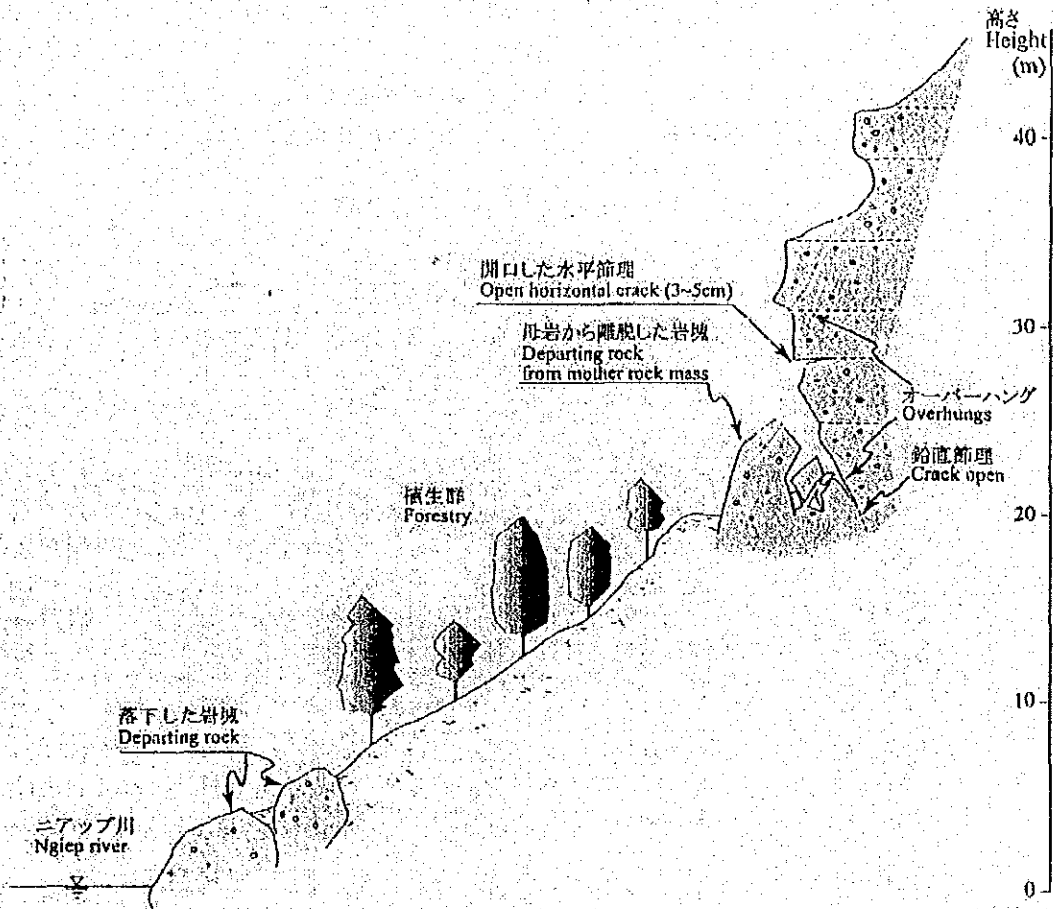 高さ
Height
(m)
40
開口した水平節理
Open horizontal crack (3~5cm)
30
母岩から離脱した岩塊
Departing rock
from mother rock mass
オーバーハング
Overhungs
鉛直節理
Crack open
植生群
Forestry
20
10
落下した岩塊
Departing rock
ニアップ川
Ngiep river
0